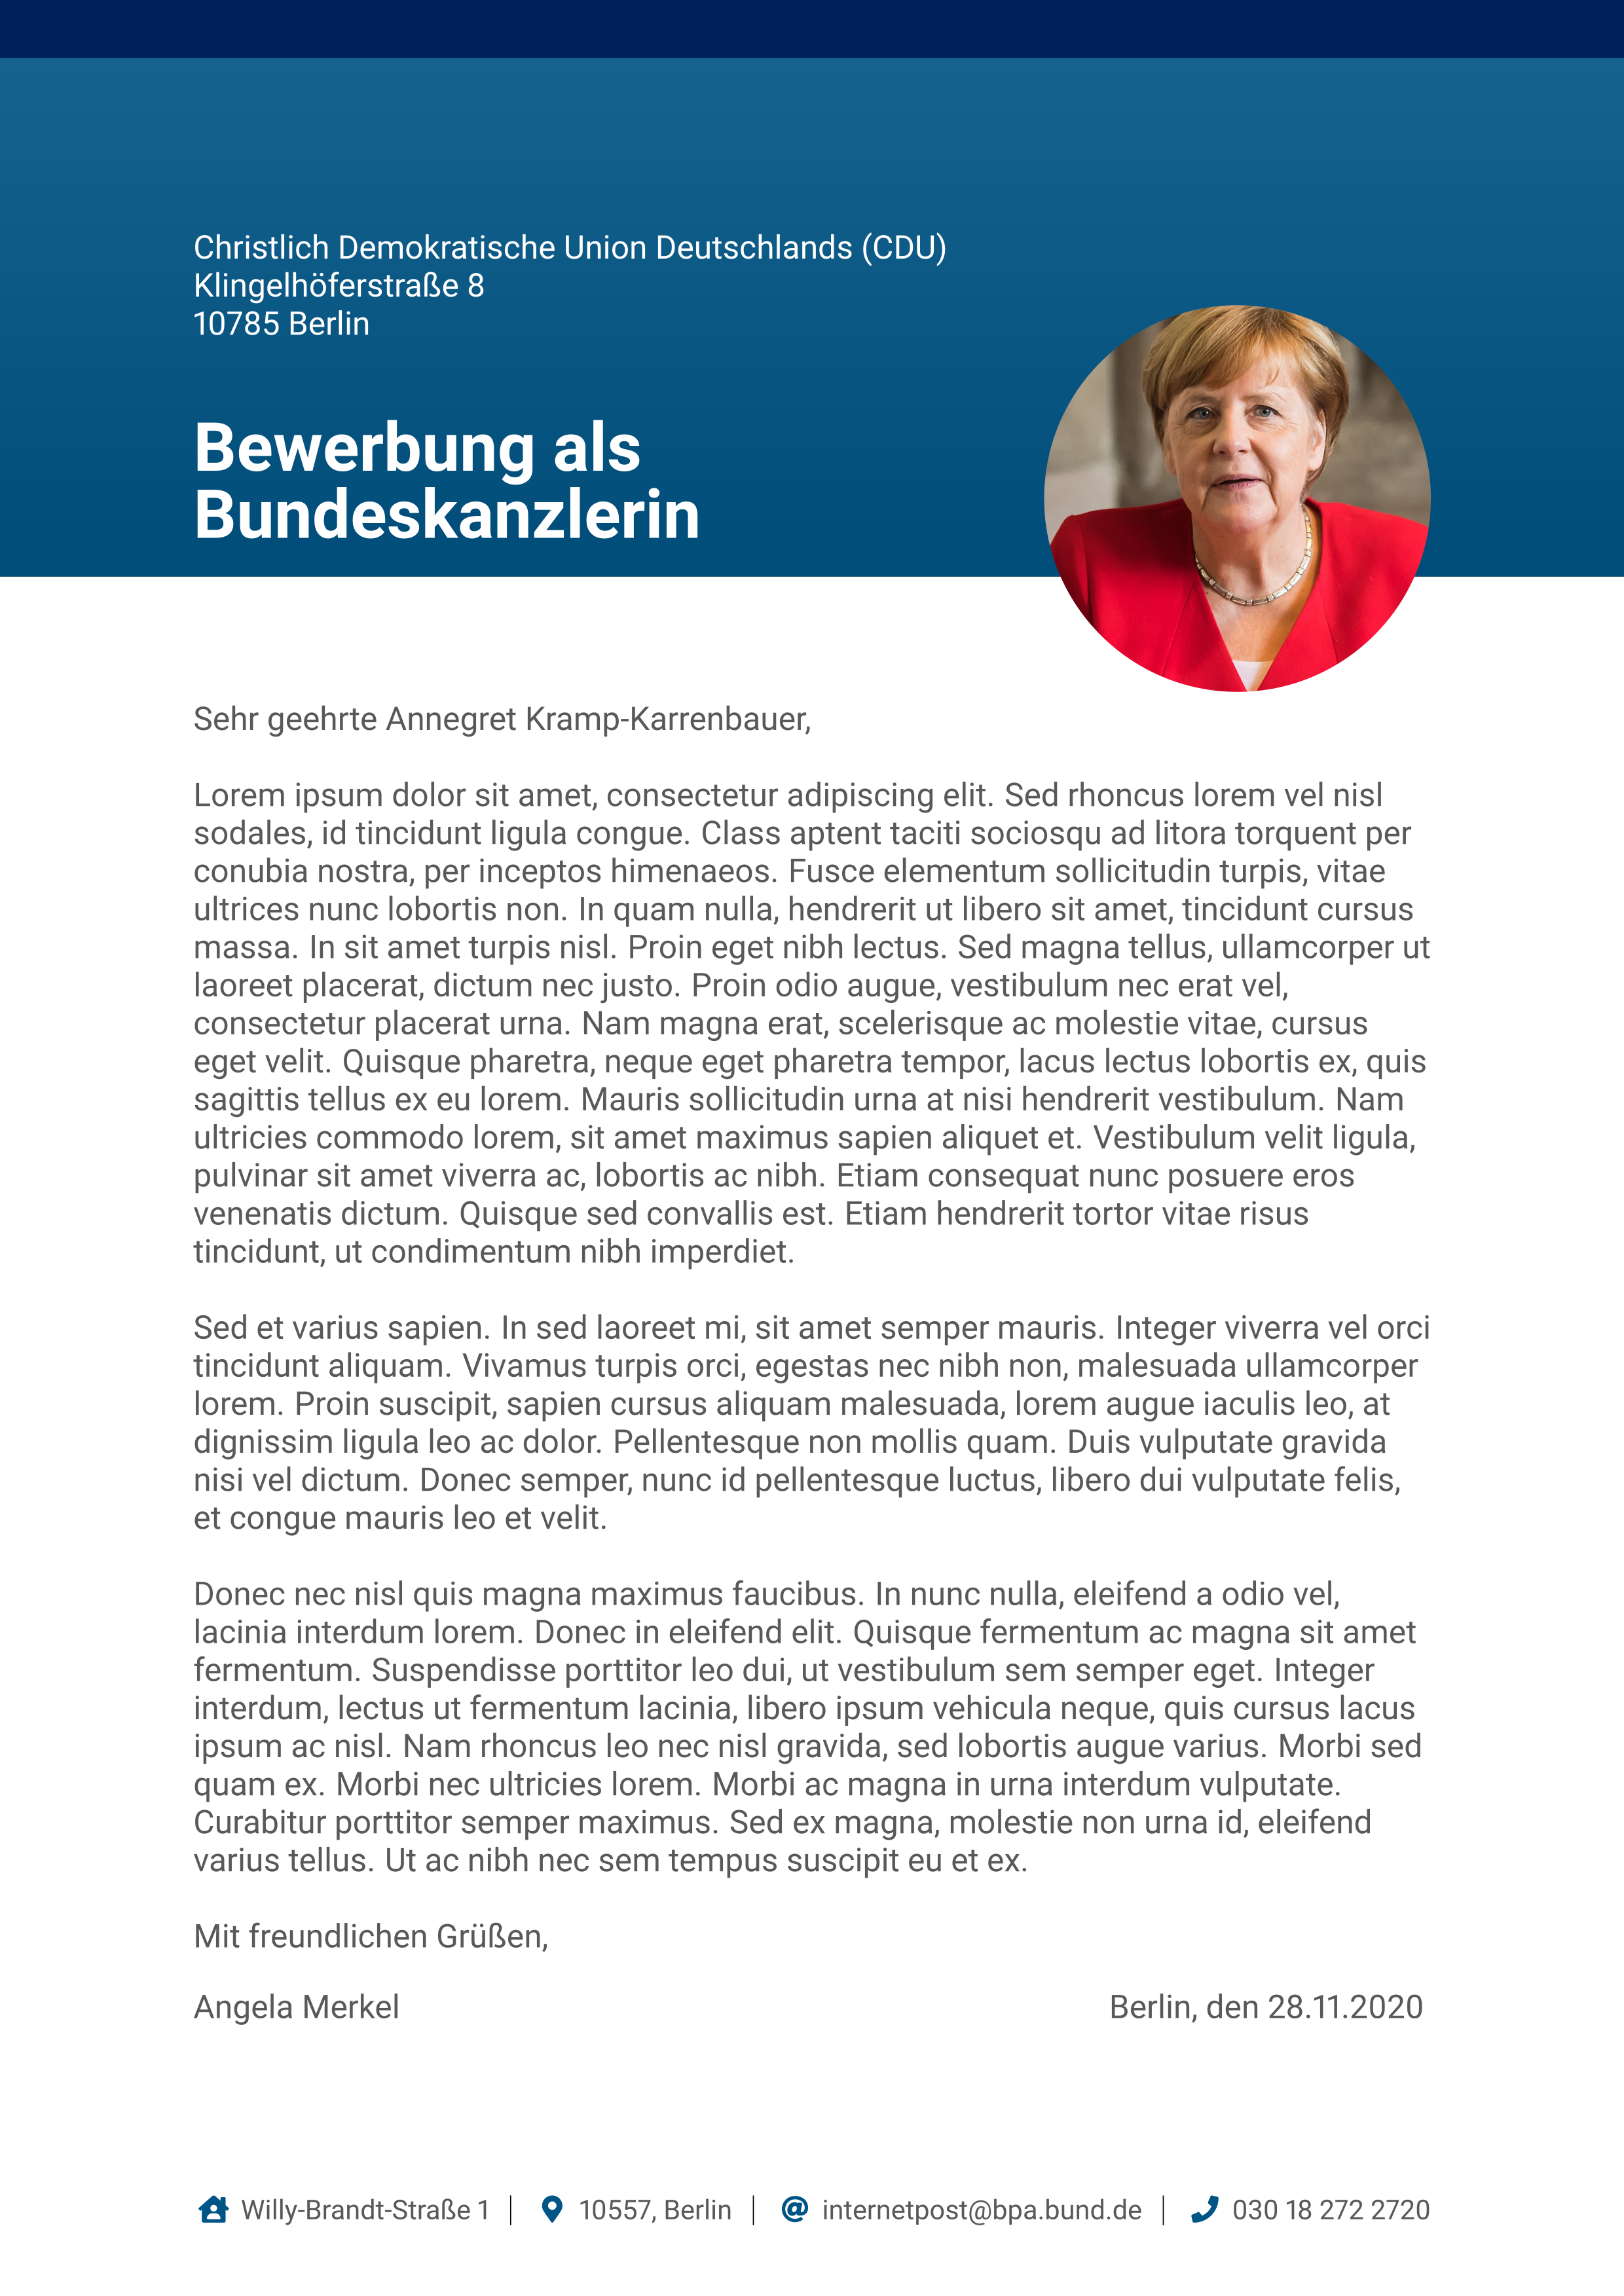 Christlich Demokratische Union Deutschlands (CDU)
Klingelhöferstraße 8
10785 Berlin
Bewerbung als
Bundeskanzlerin
Sehr geehrte Annegret Kramp-Karrenbauer,
Lorem ipsum dolor sit amet, consectetur adipiscing elit. Sed rhoncus lorem vel nisl
sodales, id tincidunt ligula congue. Class aptent taciti sociosqu ad litora torquent per
conubia nostra, per inceptos himenaeos. Fusce elementum sollicitudin turpis, vitae
ultrices nunc lobortis non. In quam nulla, hendrerit ut libero sit amet, tincidunt cursus
massa. In sit amet turpis nisl. Proin eget nibh lectus. Sed magna tellus, ullamcorper ut
laoreet placerat, dictum nec justo. Proin odio augue, vestibulum nec erat vel,
consectetur placerat urna. Nam magna erat, scelerisque ac molestie vitae, cursus
eget velit. Quisque pharetra, neque eget pharetra tempor, lacus lectus lobortis ex, quis
sagittis tellus ex eu lorem. Mauris sollicitudin urna at nisi hendrerit vestibulum. Nam
ultricies commodo lorem, sit amet maximus sapien aliquet et. Vestibulum velit ligula,
pulvinar sit amet viverra ac, lobortis ac nibh. Etiam consequat nunc posuere eros
venenatis dictum. Quisque sed convallis est. Etiam hendrerit tortor vitae risus
tincidunt, ut condimentum nibh imperdiet.
Sed et varius sapien. In sed laoreet mi, sit amet semper mauris. Integer viverra vel orci
tincidunt aliquam. Vivamus turpis orci, egestas nec nibh non, malesuada ullamcorper
lorem. Proin suscipit, sapien cursus aliquam malesuada, lorem augue iaculis leo, at
dignissim ligula leo ac dolor. Pellentesque non mollis quam. Duis vulputate gravida
nisi vel dictum. Donec semper, nunc id pellentesque luctus, libero dui vulputate felis,
et congue mauris leo et velit.
Donec nec nisl quis magna maximus faucibus. In nunc nulla, eleifend a odio vel,
lacinia interdum lorem. Donec in eleifend elit. Quisque fermentum ac magna sit amet
fermentum. Suspendisse porttitor leo dui, ut vestibulum sem semper eget. Integer
interdum, lectus ut fermentum lacinia, libero ipsum vehicula neque, quis cursus lacus
ipsum ac nisl. Nam rhoncus leo nec nisl gravida, sed lobortis augue varius. Morbi sed
quam ex. Morbi nec ultricies lorem. Morbi ac magna in urna interdum vulputate.
Curabitur porttitor semper maximus. Sed ex magna, molestie non urna id, eleifend
varius tellus. Ut ac nibh nec sem tempus suscipit eu et ex.
Mit freundlichen Grüßen,
Angela Merkel Berlin, den 28.11.2020
Willy-Brandt-Straße 1 | 10557, Berlin | internetpost@bpa.bund.de | 030 18 272 2720